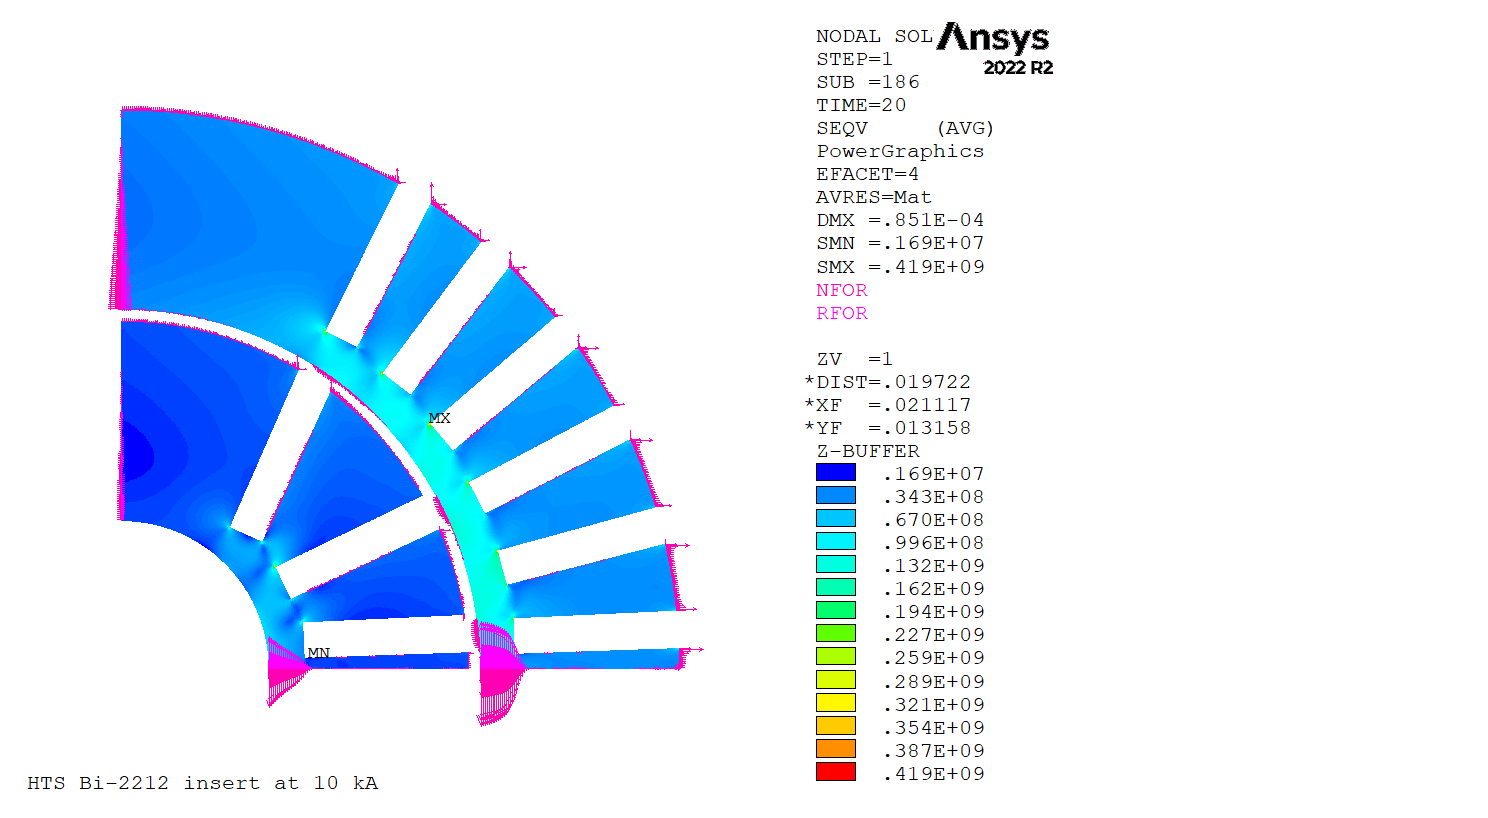 NODAL SOL
Ansys
2022 R2
STEP=1
SUB =186
TIME=20
SEQV (AVG)
PowerGraphics
EFACET=4
AVRES=Mat
DMX =.851E-04
SMN =.169E+07
SMX =.419E+09
NFOR
RFOR
ZV =1
*DIST=.019722
*XF =.021117
*YF =.013158
Z-BUFFER
.169E+07
.343E+08
.670E+08
.996E+08
.132E+09
.162E+09
.194E+09
.227E+09
.259E+09
.289E+09
.321E+09
.354E+09
.387E+09
.419E+09
MX
MN
HTS Bi-2212 insert at 10 kA